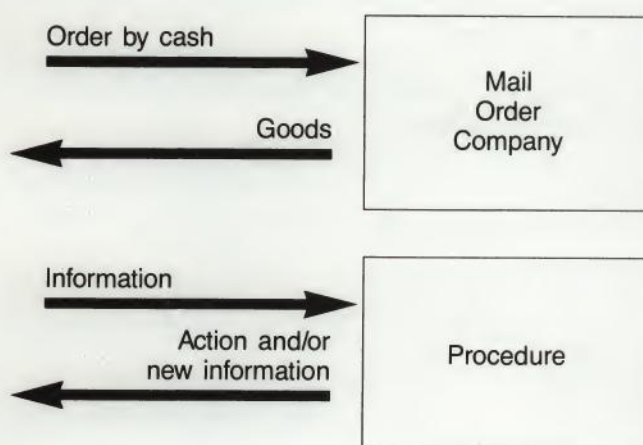 Order by cash
Goods
Mail
Order
Company
Information
Action and/or
new information
Procedure